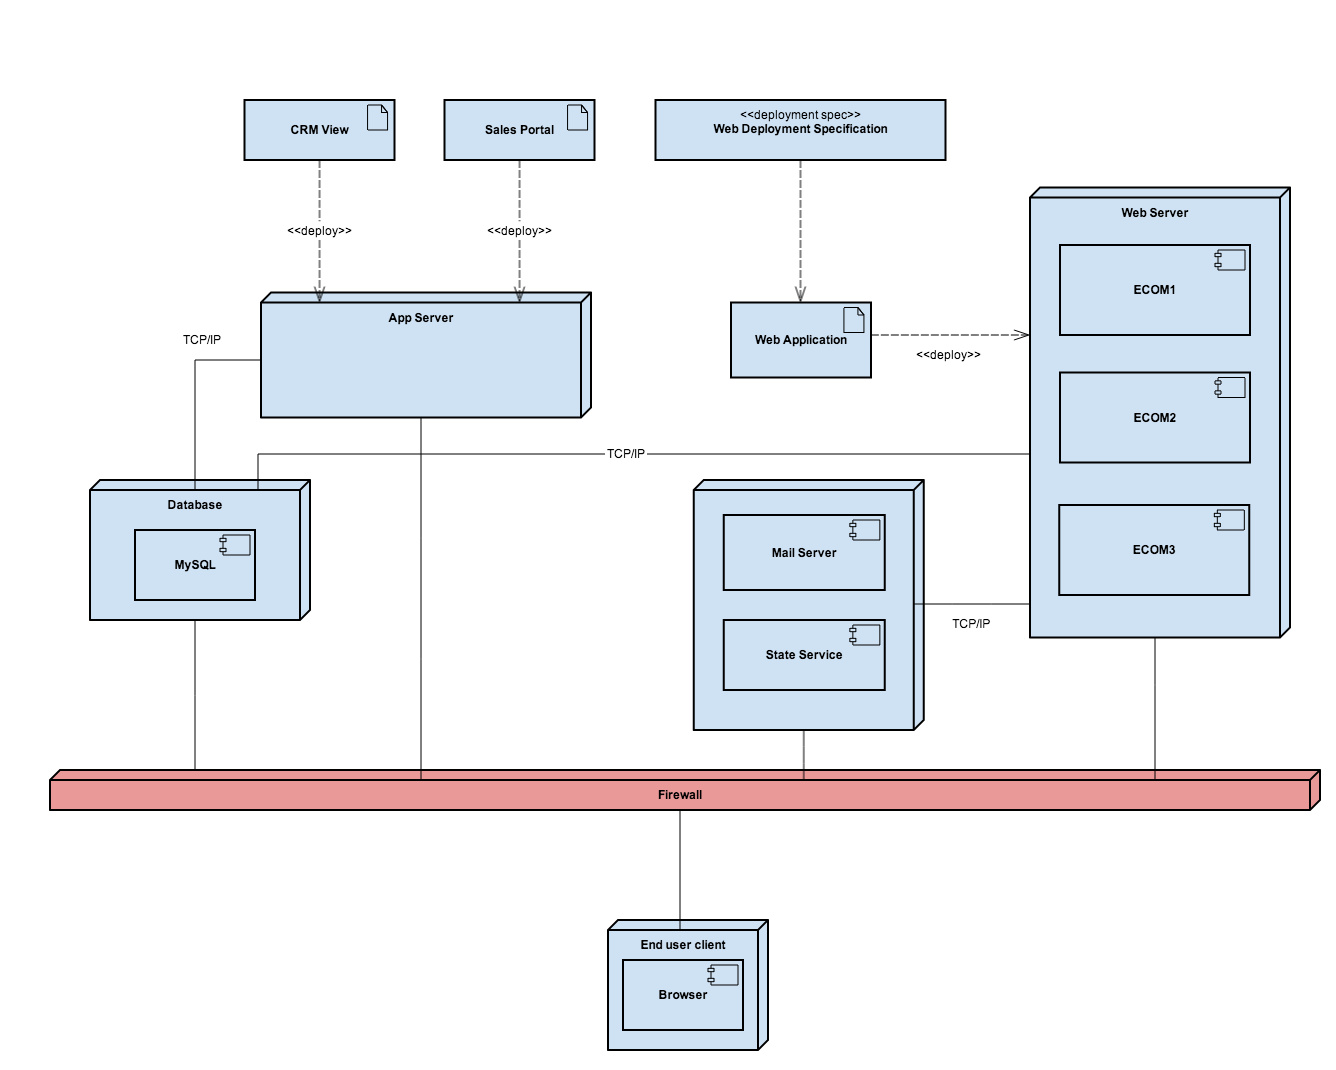 <<deployment spec>>
CRM View
Sales Portal
Web Deployment Specification
Web Server
<<deploy>>
<<deploy>>
ECOM1
App Server
TCP/IP
Web Application
<<deploy>>
ECOM2
TCP/IP
Database
Mail Server
ECOM3
MySQL
TCP/IP
State Service
Firewall
End user client
Browser